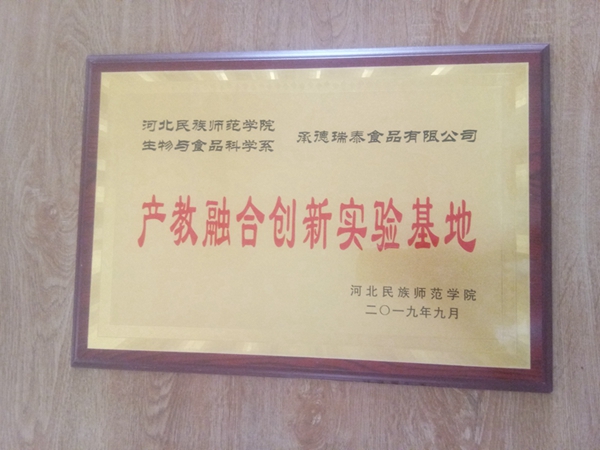 河北民族师范学院
生物与食品科学系
承德瑞泰食品有限公司
产教融合创新实验基地
河北民族师范学院
二〇一九年九月